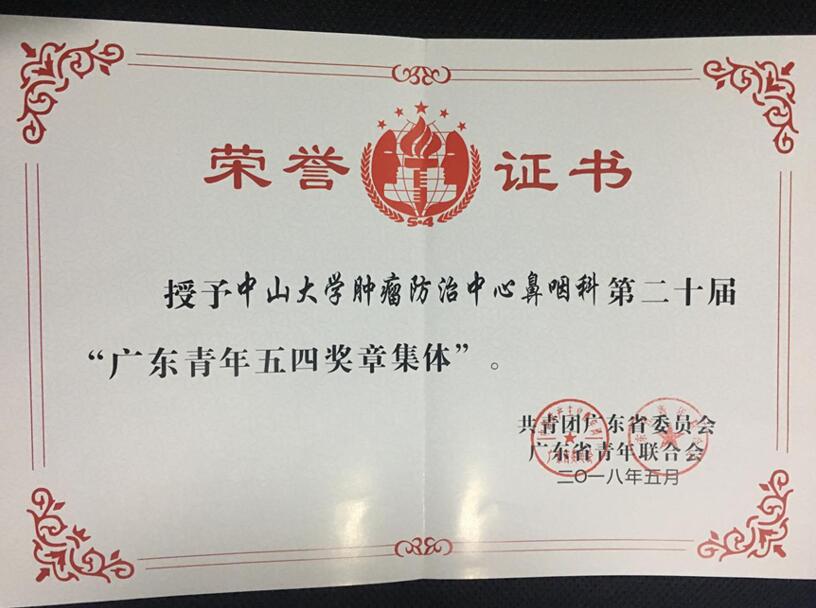 荣誉证书
5·4
授予中山大学肿瘤防治中心鼻咽科第二十届
“广东青年五四奖章集体”。
共青团广东省委员会
广东省青年联合会
二〇一八年五月